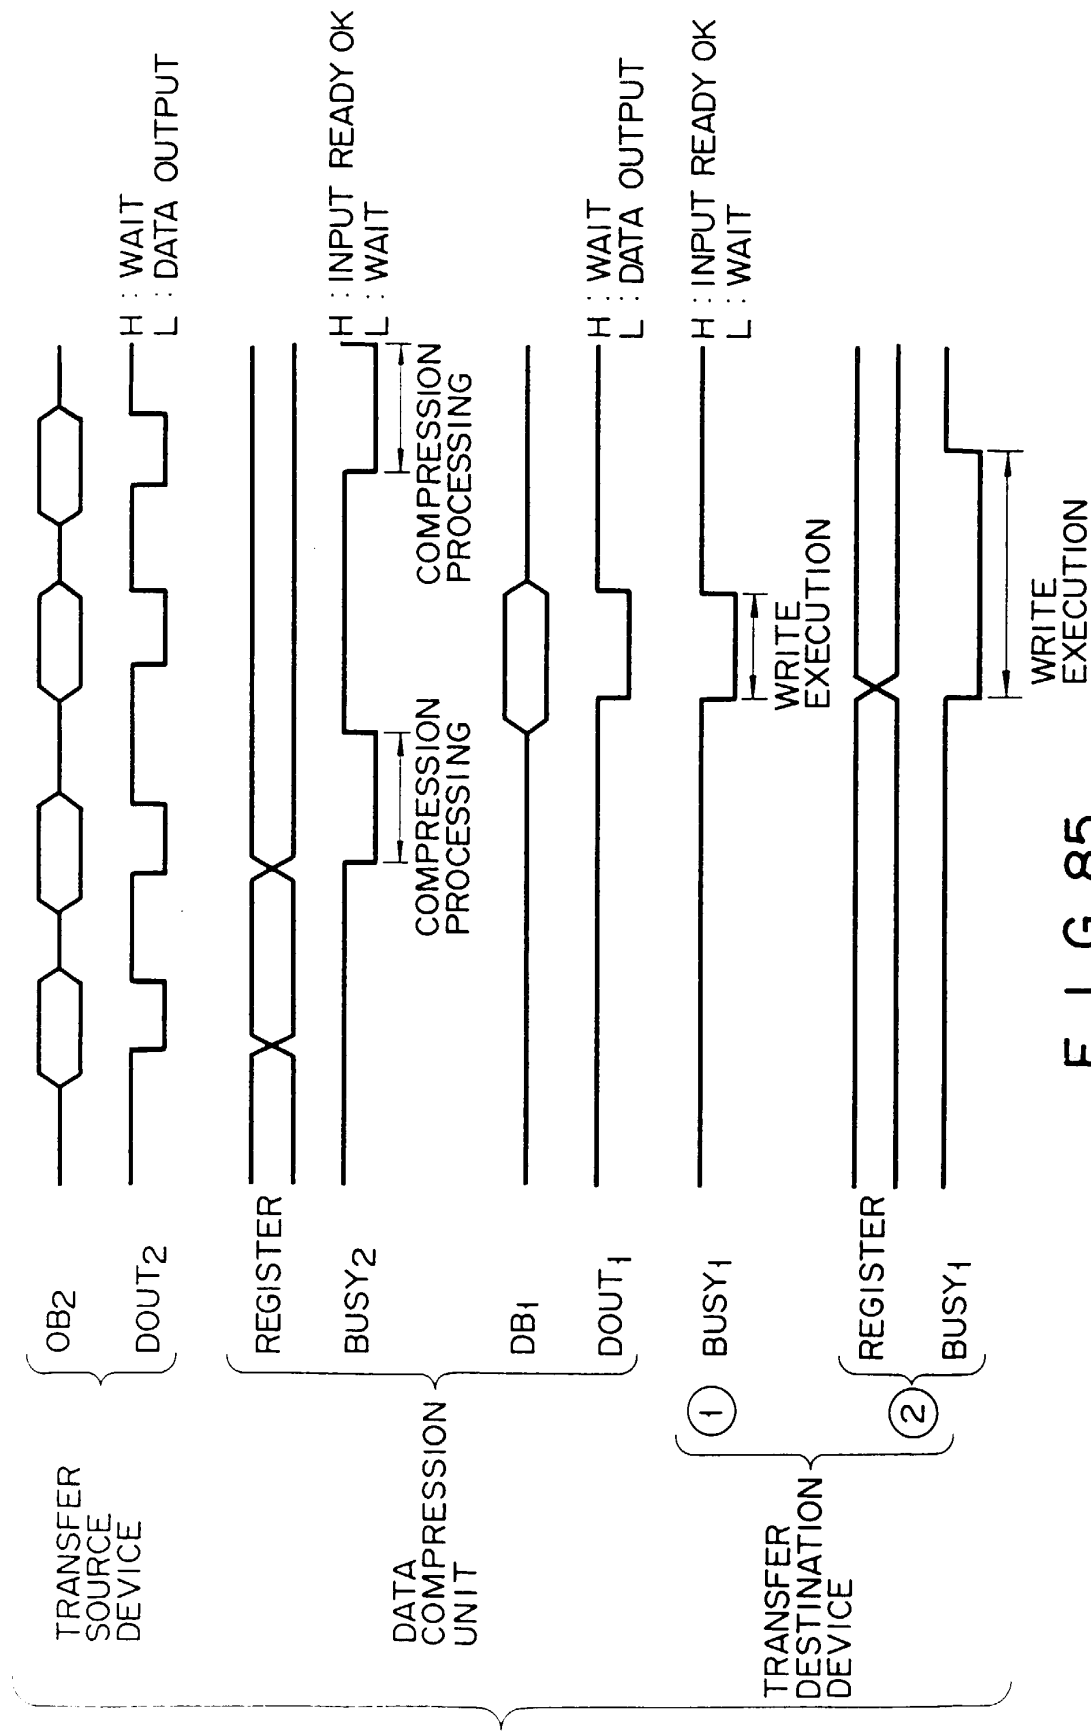 TRANSFER
SOURCE
DEVICE
OB2
DOUT2
H : WAIT
L : DATA OUTPUT
DATA
COMPRESSION
UNIT
REGISTER
BUSY2
H : INPUT READY OK
L : WAIT
COMPRESSION
PROCESSING
COMPRESSION
PROCESSING
DB1
DOUT1
H : WAIT
L : DATA OUTPUT
TRANSFER
DESTINATION
DEVICE
1
BUSY1
H : INPUT READY OK
L : WAIT
WRITE
EXECUTION
2
REGISTER
BUSY1
WRITE
EXECUTION
F I G. 85